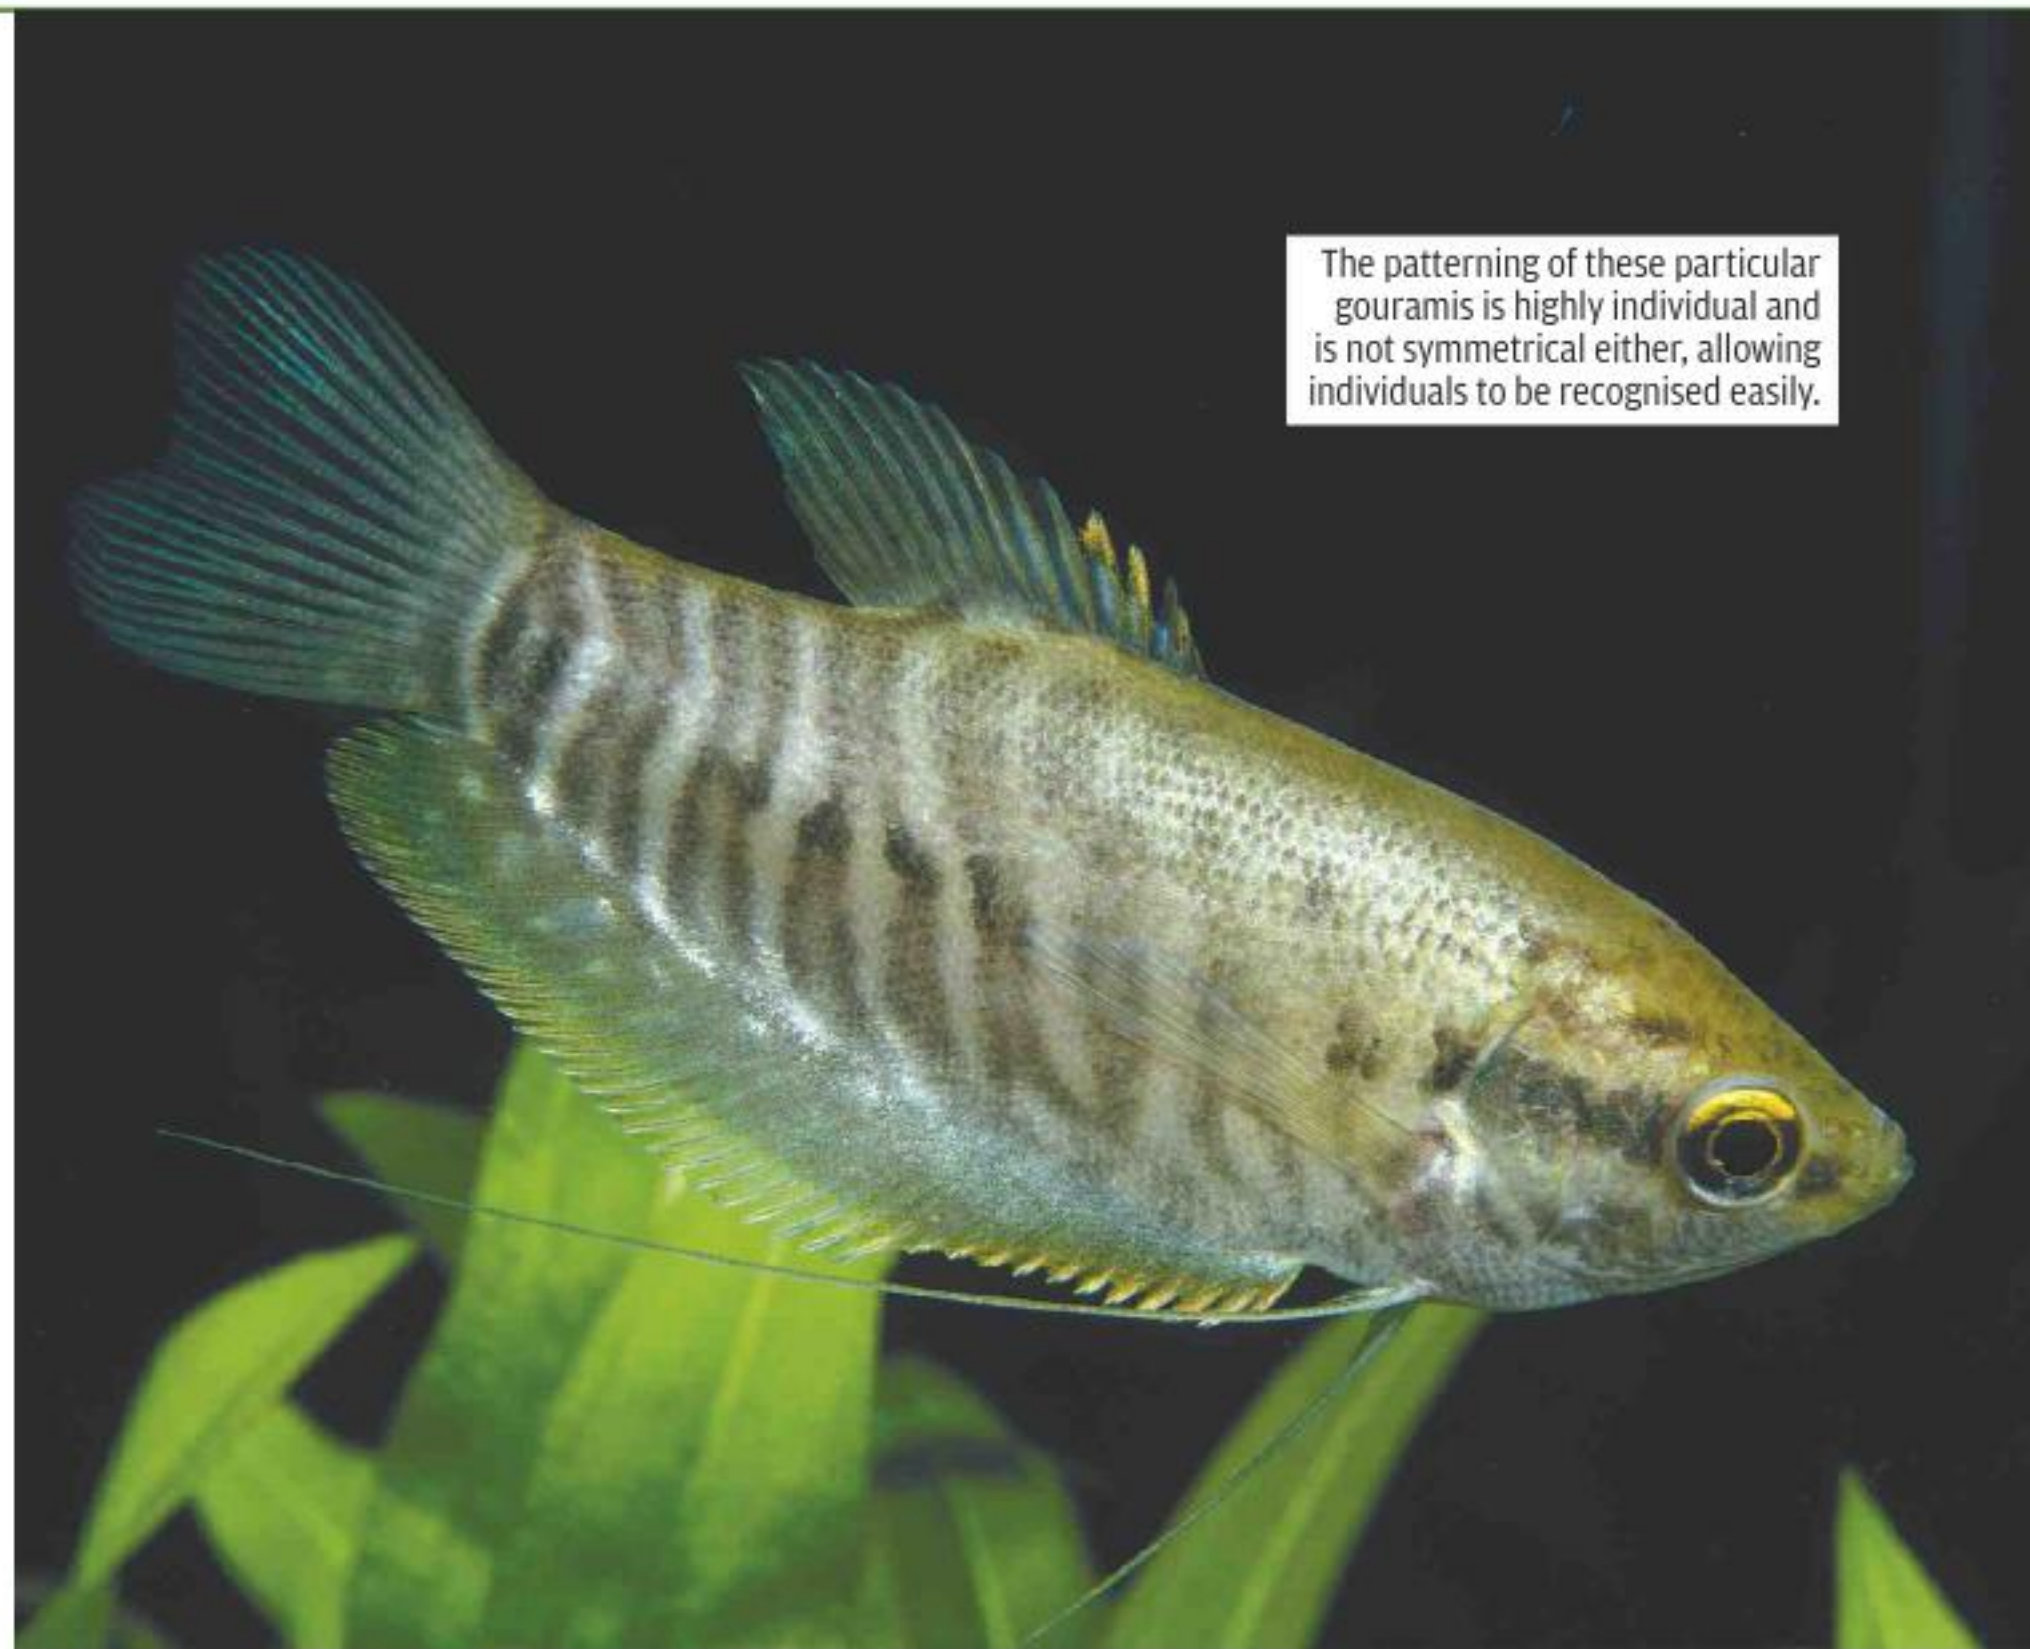 The patterning of these particular
gouramis is highly individual and
is not symmetrical either, allowing
individuals to be recognised easily.